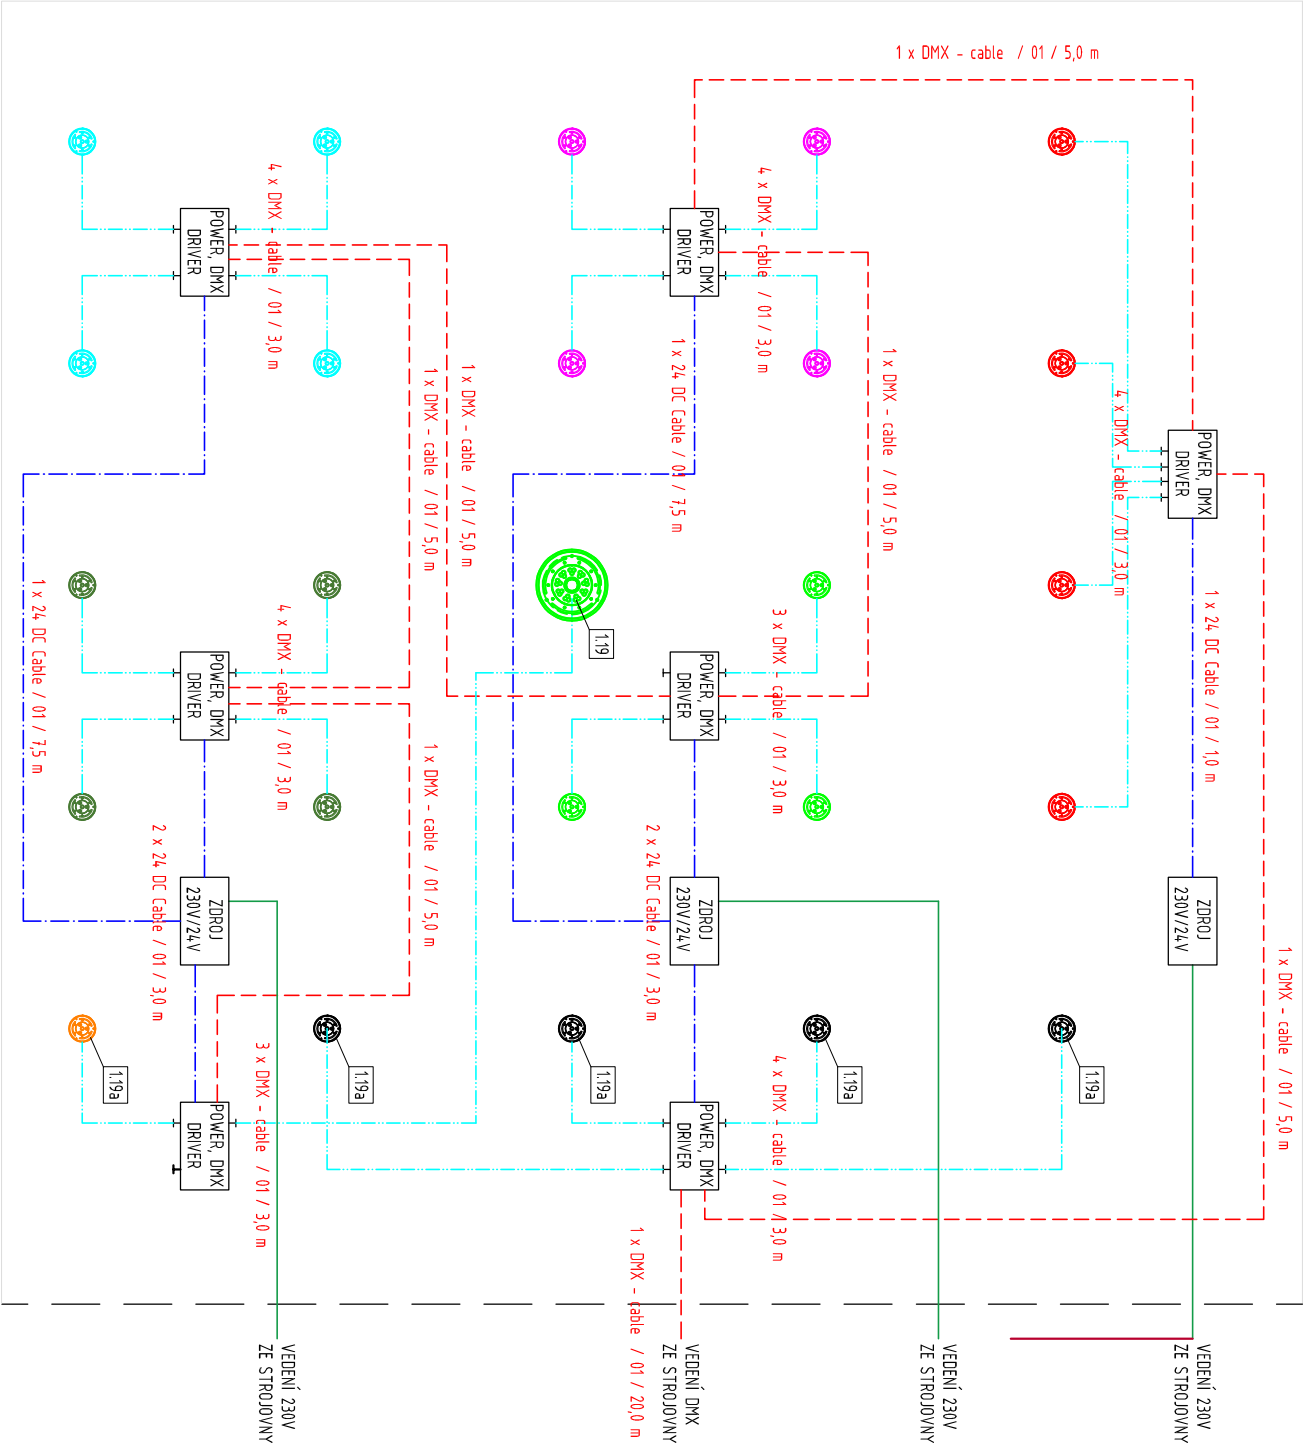 1 x DMX - cable / 01 / 5,0 m
4 x DMX - cable / 01 / 3,0 m
4 x DMX - cable / 01 / 3,0 m
POWER, DMX
DRIVER
POWER, DMX
DRIVER
1 x 24 DC Cable / 01 / 7,5 m
1 x DMX - cable / 01 / 5,0 m
1 x DMX - cable / 01 / 5,0 m
1 x DMX - cable / 01 / 5,0 m
4 x DMX - cable / 01 / 3,0 m
POWER, DMX
DRIVER
1 x 24 DC Cable / 01 / 7,5 m
4 x DMX - cable / 01 / 3,0 m
1.19
3 x DMX - cable / 01 / 3,0 m
1 x 24 DC Cable / 01 / 1,0 m
POWER, DMX
DRIVER
POWER, DMX
DRIVER
1 x DMX - cable / 01 / 5,0 m
2 x 24 DC Cable / 01 / 3,0 m
2 x 24 DC Cable / 01 / 3,0 m
ZDROJ
230V/24V
ZDROJ
230V/24V
ZDROJ
230V/24V
1 x DMX - cable / 01 / 5,0 m
1.19a
1.19a
1.19a
1.19a
1.19a
3 x DMX - cable / 01 / 3,0 m
4 x DMX - cable / 01 / 3,0 m
POWER, DMX
DRIVER
POWER, DMX
DRIVER
1 x DMX - cable / 01 / 20,0 m
VEDENÍ 230V
ZE STROJOVNY
VEDENÍ DMX
ZE STROJOVNY
VEDENÍ 230V
ZE STROJOVNY
VEDENÍ 230V
ZE STROJOVNY